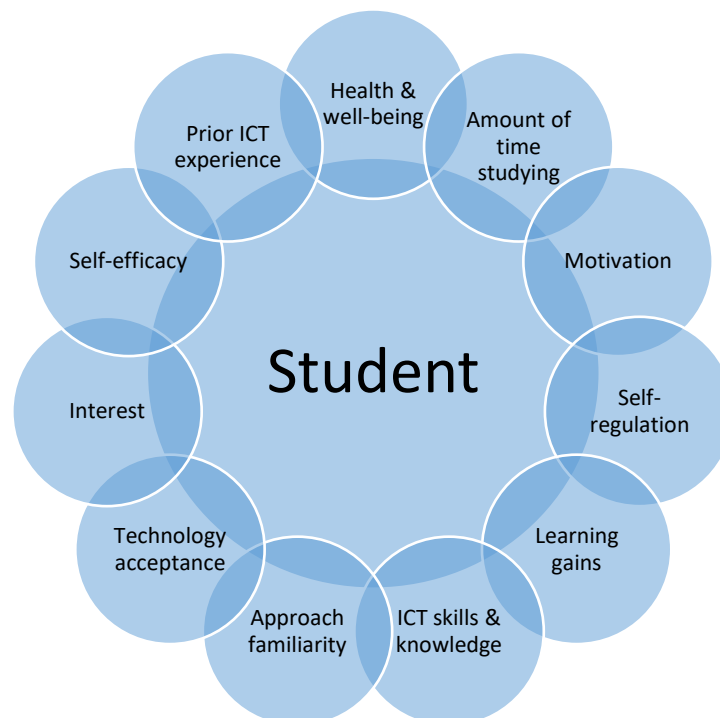 Health &
well-being
Amount of
time
studying
Motivation
Self-
regulation
Learning
gains
ICT skills &
knowledge
Approach
familiarity
Technology
acceptance
Interest
Self-efficacy
Prior ICT
experience
Student